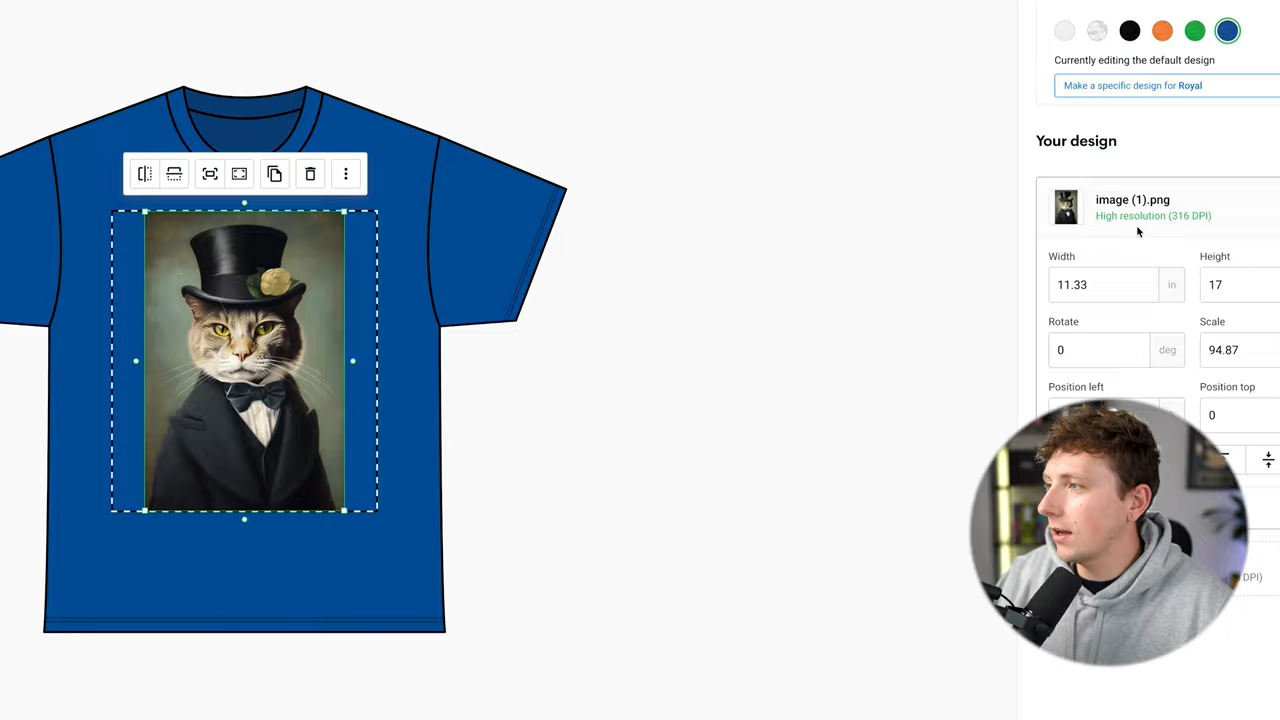 Currently editing the default design
Make a specific design for Royal
Your design
image (1).png
High resolution (316 DPI)
Width
Height
11.33
in
17
Rotate
Scale
0
deg
94.87
Position left
Position top
0
DPI)